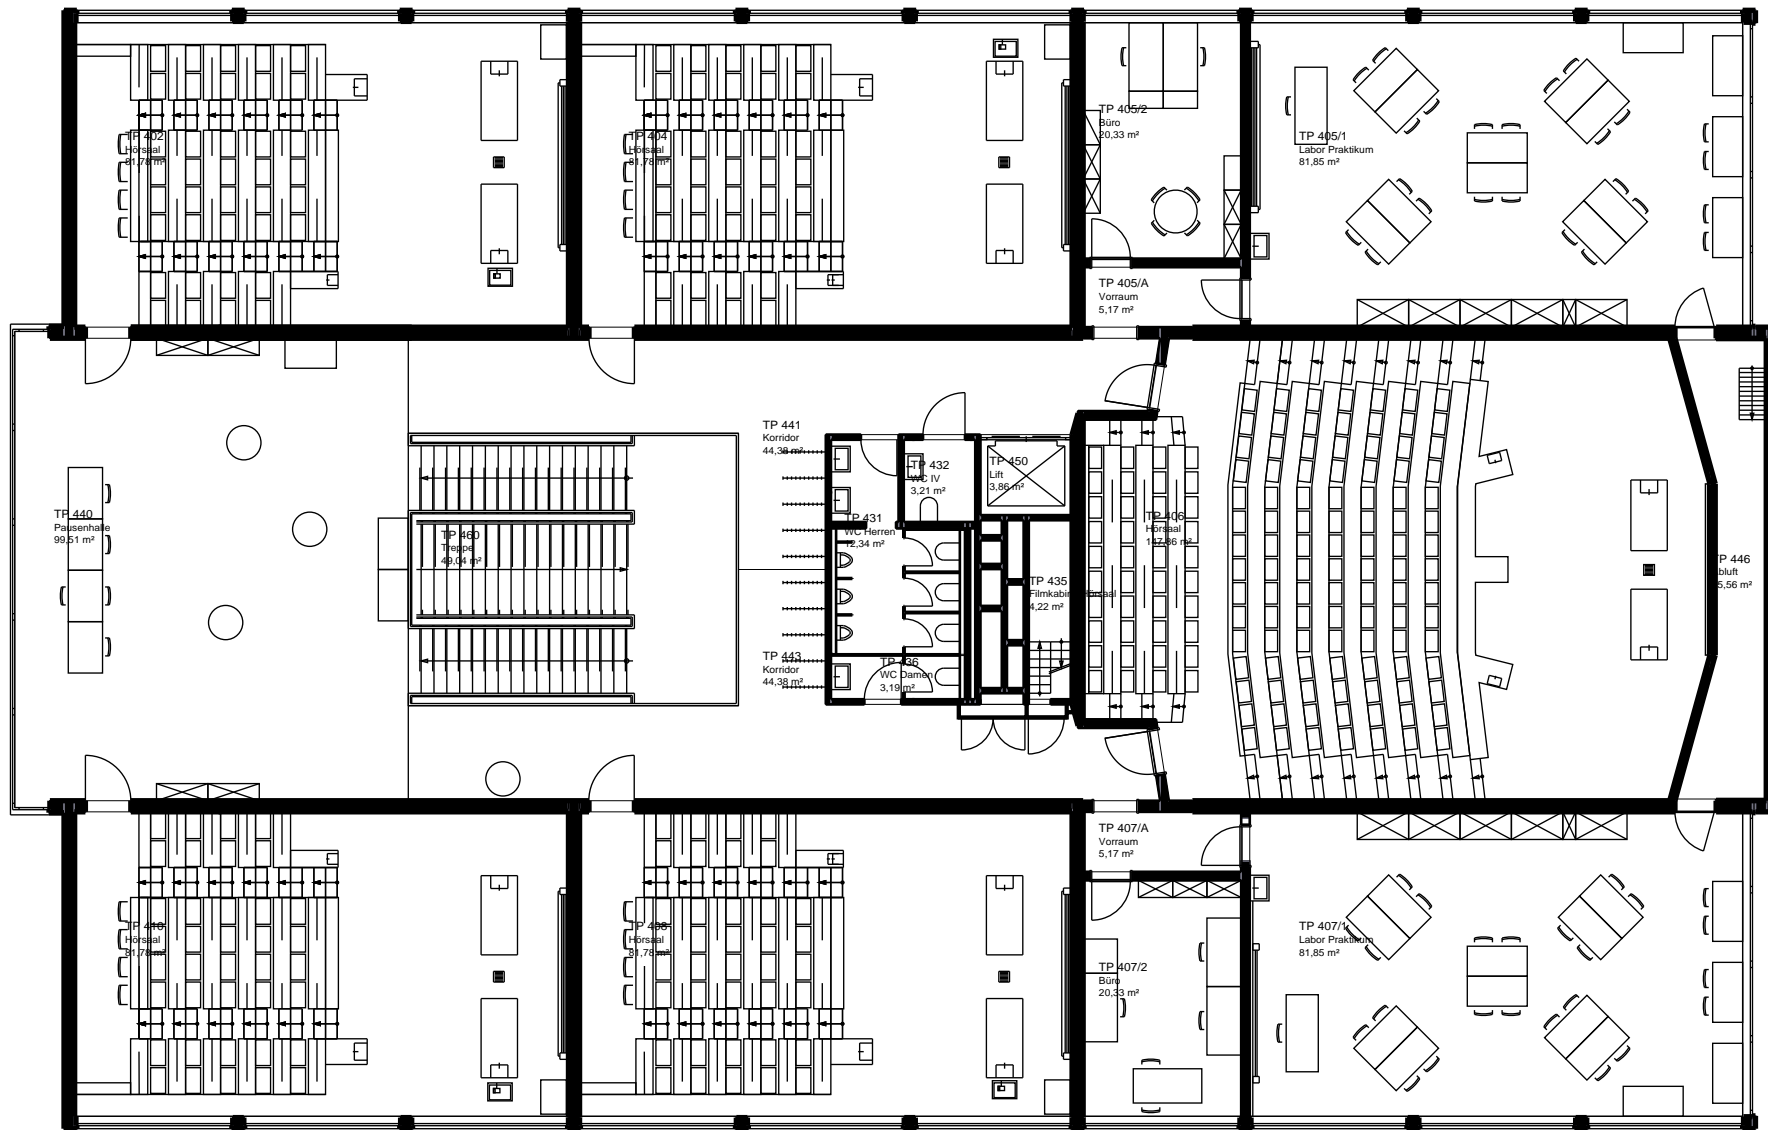 TP 402
Hörsaal
81,78 m²
TP 404
Hörsaal
81,78 m²
TP 405/2
Büro
20,33 m²
TP 405/1
Labor Praktikum
81,85 m²
TP 405/A
Vorraum
5,17 m²
TP 440
Pausenhalle
99,51 m²
TP 460
Treppe
49,04 m²
TP 441
Korridor
44,38 m²
TP 443
Korridor
44,38 m²
TP 431
WC Herren
12,34 m²
TP 432
WC IV
3,21 m²
TP 436
WC Damen
3,19 m²
TP 450
Lift
3,86 m²
TP 435
Filmkabine Hörsaal
4,22 m²
TP 406
Hörsaal
147,86 m²
TP 446
bluft
5,56 m²
TP 407/A
Vorraum
5,17 m²
TP 410
Hörsaal
81,78 m²
TP 408
Hörsaal
81,78 m²
TP 407/2
Büro
20,33 m²
TP 407/1
Labor Praktikum
81,85 m²